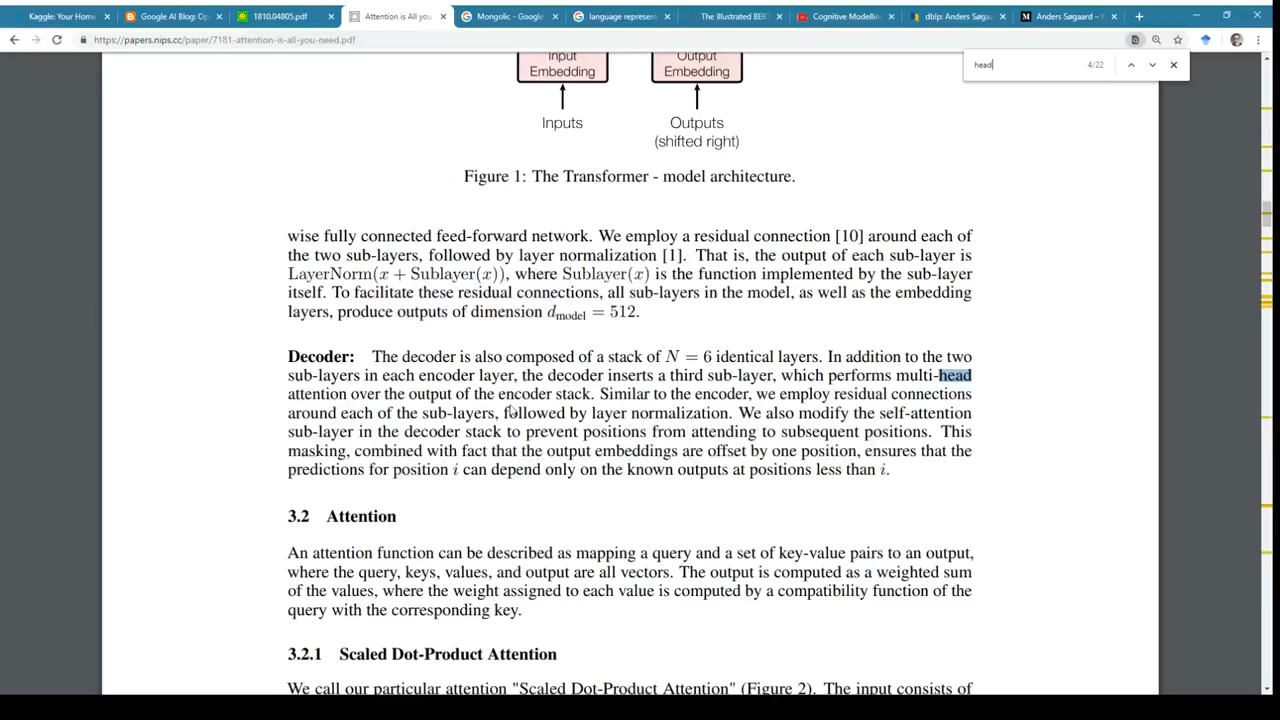 Kaggle: Your Home
Google AI Blog: Op
1810.04805.pdf
Attention is All you
Mongolic - Google
language represent
The Illustrated BER
Cognitive Modelling
dblp: Anders Søgaa
Anders Søgaard –
https://papers.nips.cc/paper/7181-attention-is-all-you-need.pdf
head
4/22
Input
Embedding
Output
Embedding
Inputs
Outputs
(shifted right)
Figure 1: The Transformer - model architecture.
wise fully connected feed-forward network. We employ a residual connection [10] around each of
the two sub-layers, followed by layer normalization [1]. That is, the output of each sub-layer is
LayerNorm(x + Sublayer(x)), where Sublayer(x) is the function implemented by the sub-layer
itself. To facilitate these residual connections, all sub-layers in the model, as well as the embedding
layers, produce outputs of dimension d_model = 512.
Decoder: The decoder is also composed of a stack of N = 6 identical layers. In addition to the two
sub-layers in each encoder layer, the decoder inserts a third sub-layer, which performs multi-head
attention over the output of the encoder stack. Similar to the encoder, we employ residual connections
around each of the sub-layers, followed by layer normalization. We also modify the self-attention
sub-layer in the decoder stack to prevent positions from attending to subsequent positions. This
masking, combined with fact that the output embeddings are offset by one position, ensures that the
predictions for position i can depend only on the known outputs at positions less than i.
3.2 Attention
An attention function can be described as mapping a query and a set of key-value pairs to an output,
where the query, keys, values, and output are all vectors. The output is computed as a weighted sum
of the values, where the weight assigned to each value is computed by a compatibility function of the
query with the corresponding key.
3.2.1 Scaled Dot-Product Attention
We call our particular attention "Scaled Dot-Product Attention" (Figure 2). The input consists of